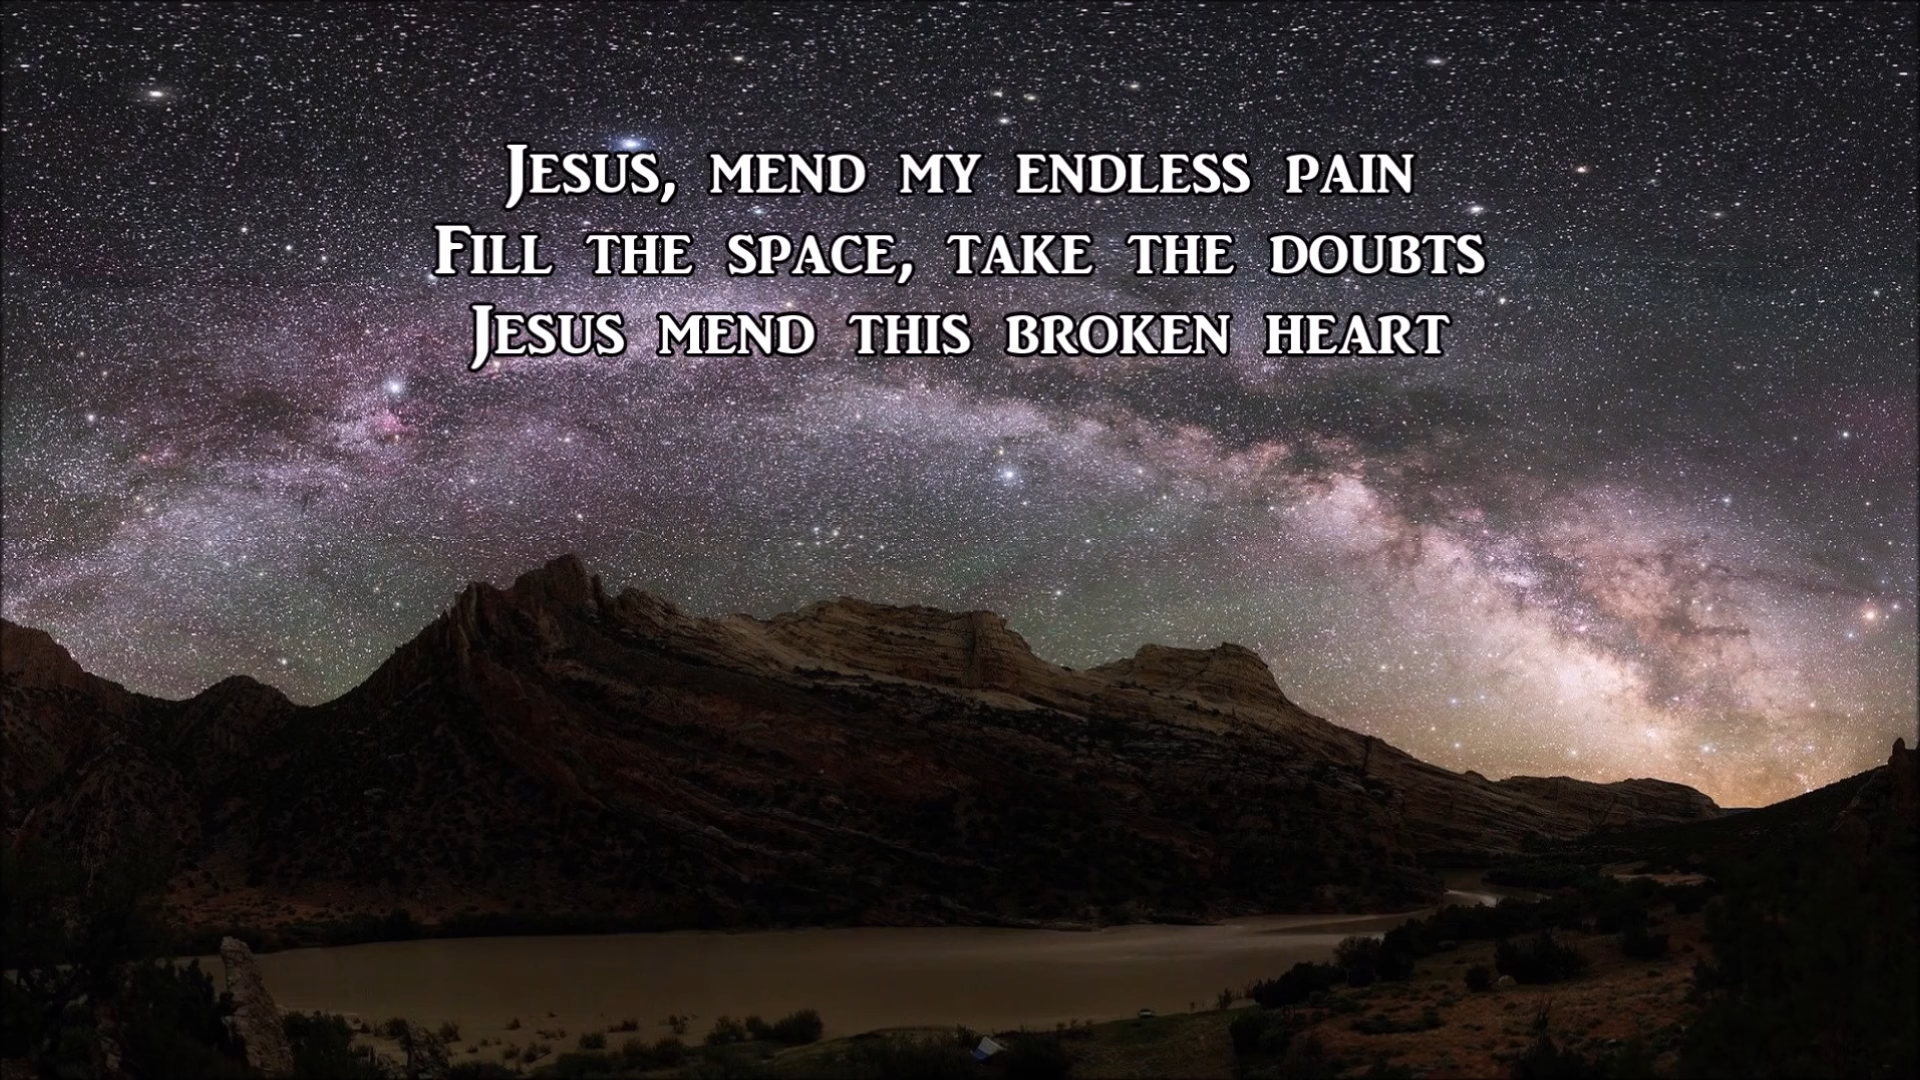 Jesus, mend my endless pain
Fill the space, take the doubts
Jesus mend this broken heart